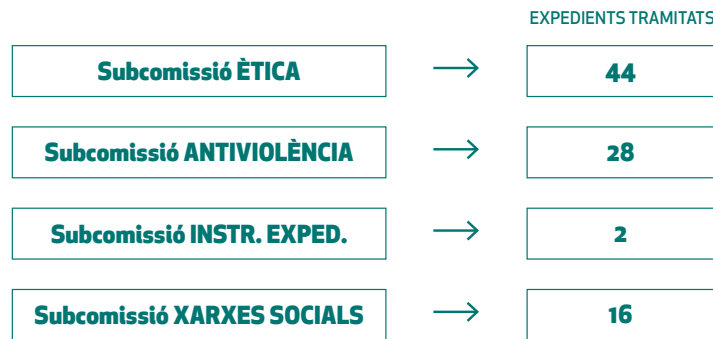 EXPEDIENTS TRAMITATS
Subcomissió ÈTICA → 44
Subcomissió ANTIVIOLÈNCIA → 28
Subcomissió INSTR. EXPED. → 2
Subcomissió XARXES SOCIALS → 16